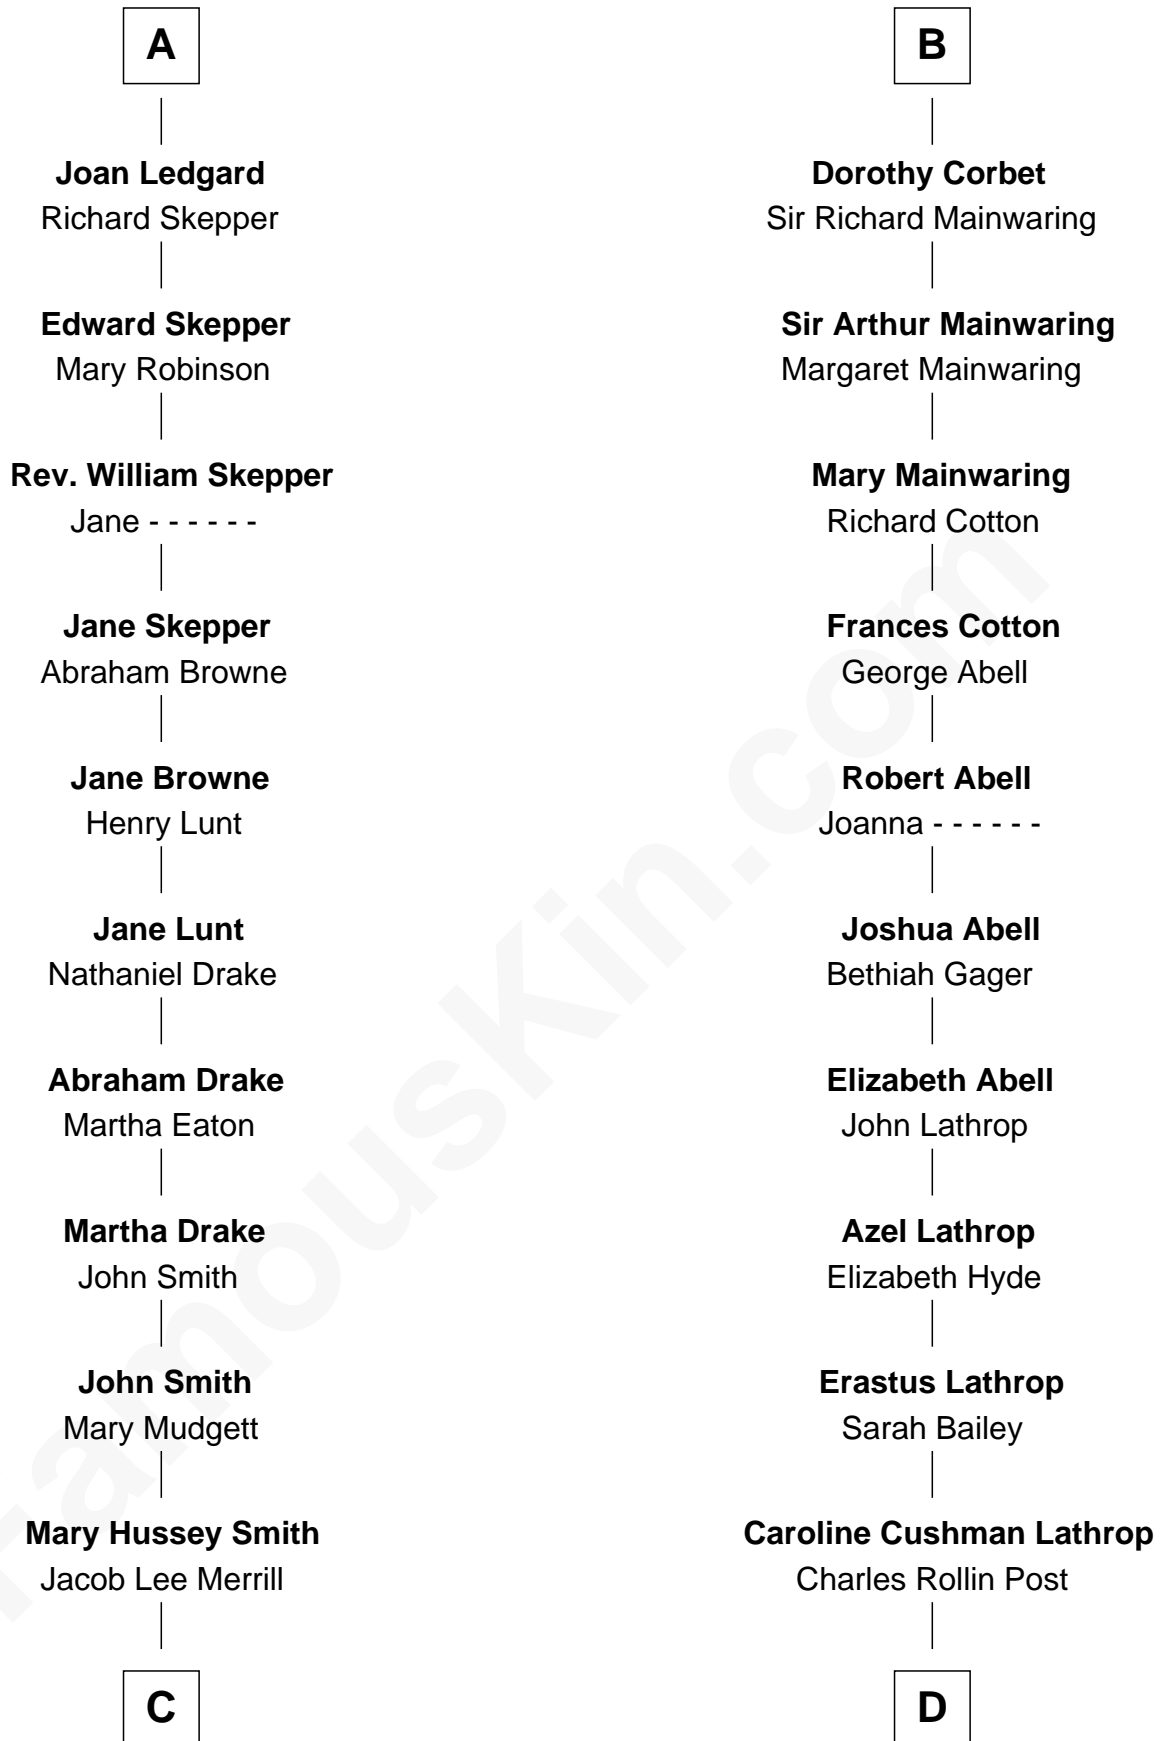 A
Joan Ledgard
Richard Skepper
Edward Skepper
Mary Robinson
Rev. William Skepper
Jane - - - - - -
Jane Skepper
Abraham Browne
Jane Browne
Henry Lunt
Jane Lunt
Nathaniel Drake
Abraham Drake
Martha Eaton
Martha Drake
John Smith
John Smith
Mary Mudgett
Mary Hussey Smith
Jacob Lee Merrill
C
B
Dorothy Corbet
Sir Richard Mainwaring
Sir Arthur Mainwaring
Margaret Mainwaring
Mary Mainwaring
Richard Cotton
Frances Cotton
George Abell
Robert Abell
Joanna - - - - - -
Joshua Abell
Bethiah Gager
Elizabeth Abell
John Lathrop
Azel Lathrop
Elizabeth Hyde
Erastus Lathrop
Sarah Bailey
Caroline Cushman Lathrop
Charles Rollin Post
D
FamousKin.com